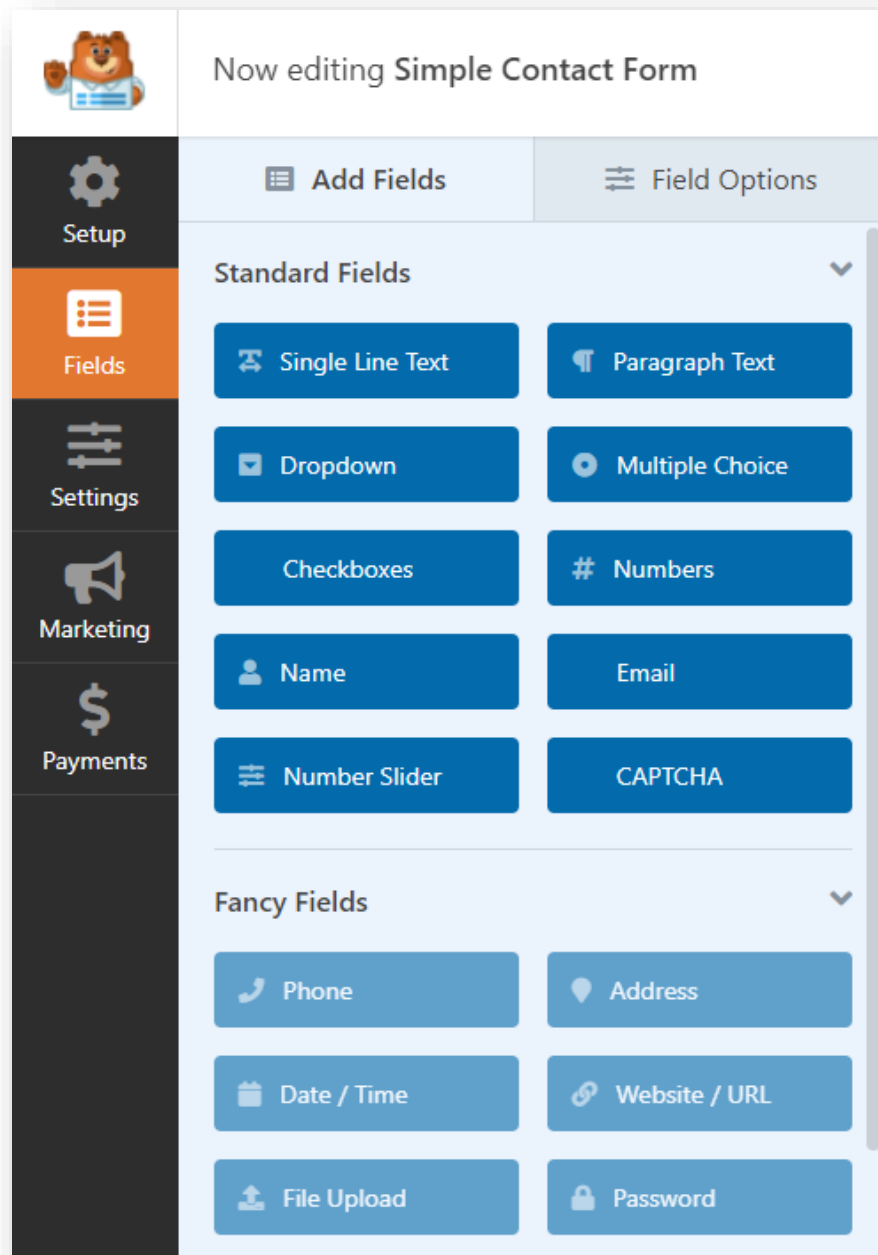 Now editing Simple Contact Form
Setup
Fields
Settings
Marketing
Payments
Add Fields
Field Options
Standard Fields
Single Line Text
Paragraph Text
Dropdown
Multiple Choice
Checkboxes
# Numbers
Name
Email
Number Slider
CAPTCHA
Fancy Fields
Phone
Address
Date / Time
Website / URL
File Upload
Password